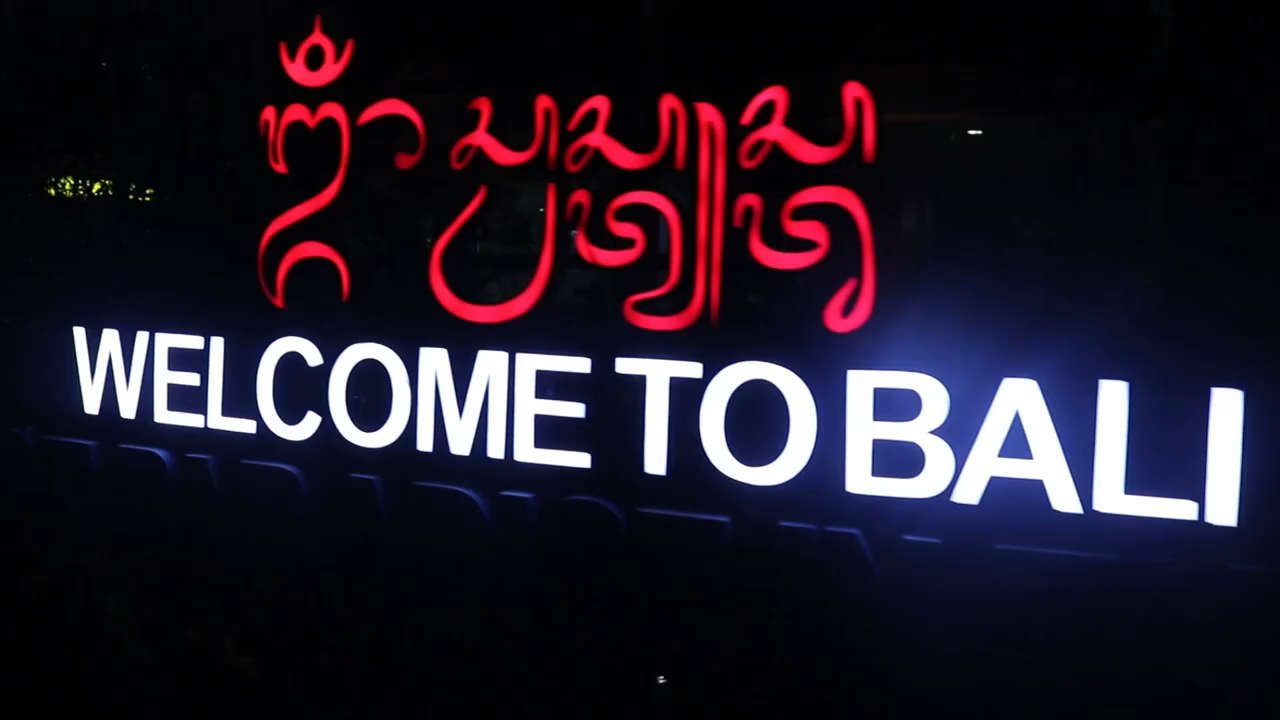 ᬒᬁ ᬲ᭄ᬯᬲ᭄ᬢ᭄ᬬᬲ᭄ᬢᬸ
WELCOME TO BALI